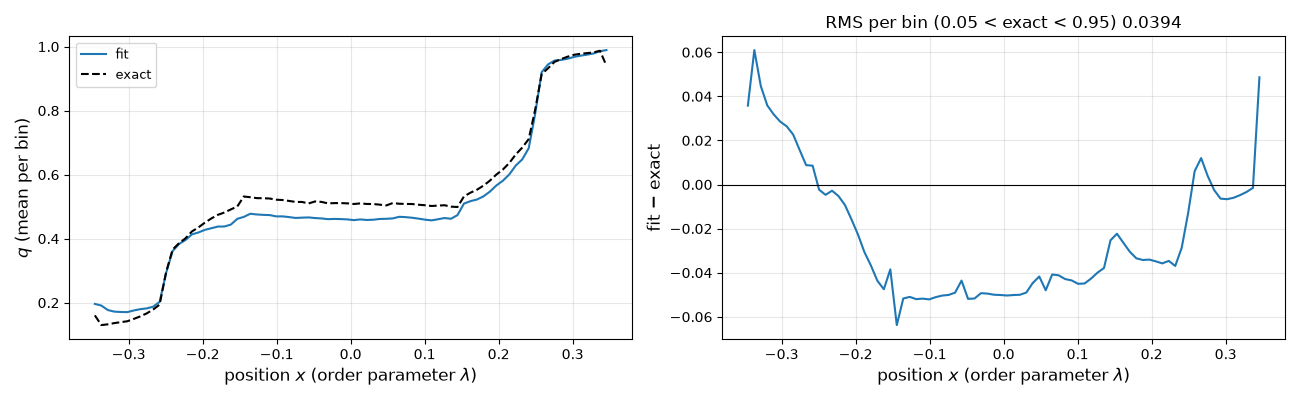 1.0
0.8
0.6
0.4
0.2
q (mean per bin)
fit
exact
−0.3 −0.2 −0.1 0.0 0.1 0.2 0.3
position x (order parameter λ)
RMS per bin (0.05 < exact < 0.95) 0.0394
0.06
0.04
0.02
0.00
−0.02
−0.04
−0.06
fit − exact
−0.3 −0.2 −0.1 0.0 0.1 0.2 0.3
position x (order parameter λ)